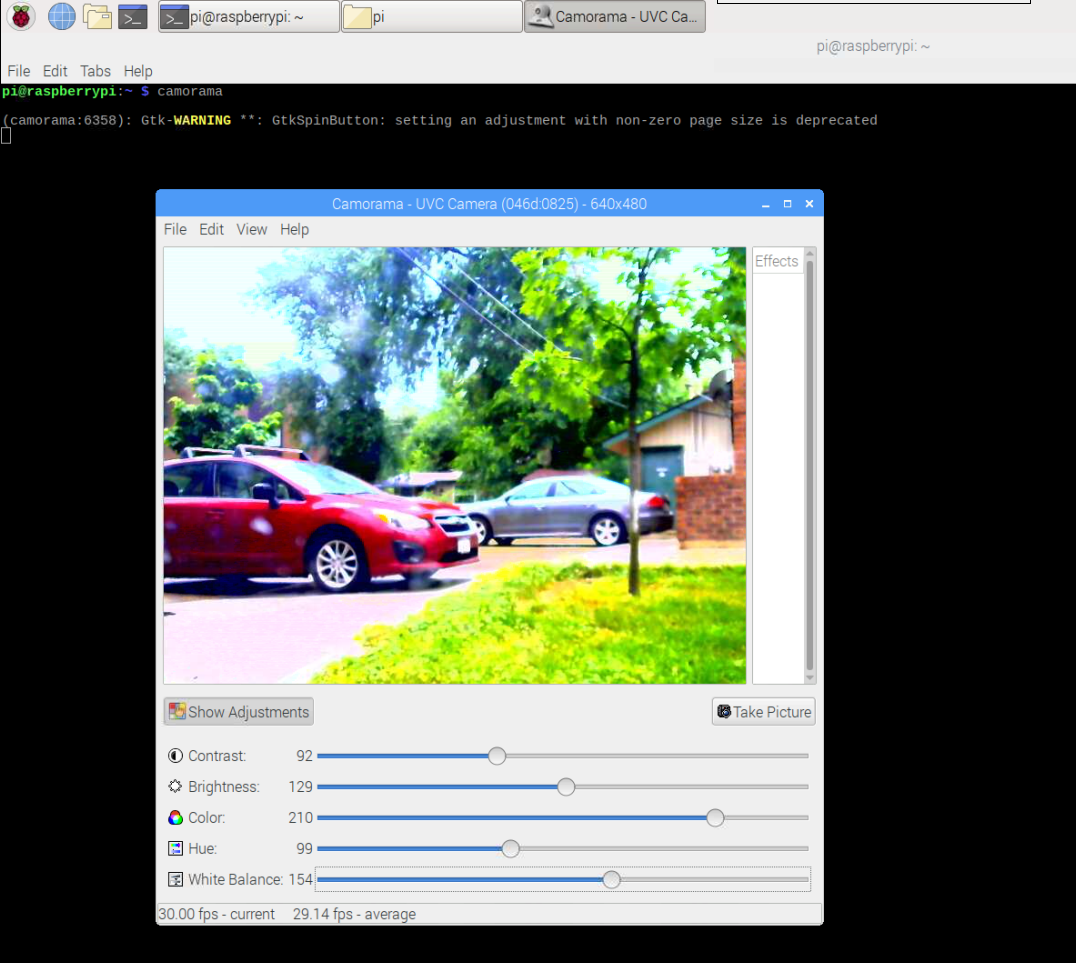 pi@raspberrypi: ~
pi
Camorama - UVC Ca...
pi@raspberrypi: ~
File Edit Tabs Help
pi@raspberrypi:~ $ camorama
(camorama:6358): Gtk-WARNING **: GtkSpinButton: setting an adjustment with non-zero page size is deprecated
Camorama - UVC Camera (046d:0825) - 640x480
File Edit View Help
Effects
Show Adjustments
Take Picture
Contrast: 92
Brightness: 129
Color: 210
Hue: 99
White Balance: 154
30.00 fps - current 29.14 fps - average